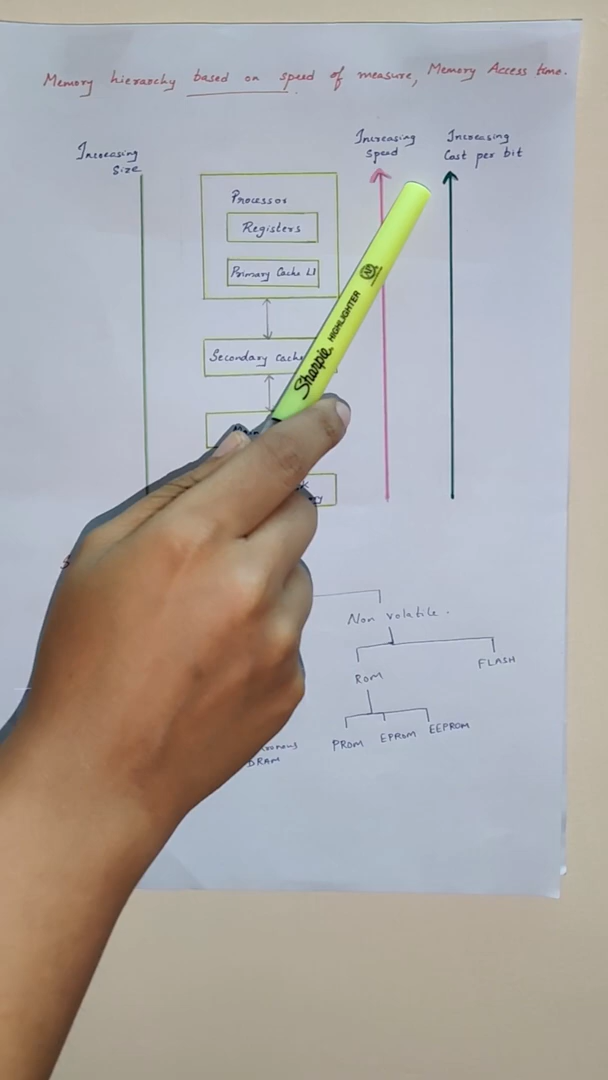 Memory hierarchy based on speed of measure, Memory Access time.
Increasing
Size
Increasing
Speed
Increasing
Cost per bit
Processor
Registers
Primary Cache L1
Secondary Cache
Sharpie. HIGHLIGHTER
Non volatile.
ROM
FLASH
PROM
EPROM
EEPROM
DRAM